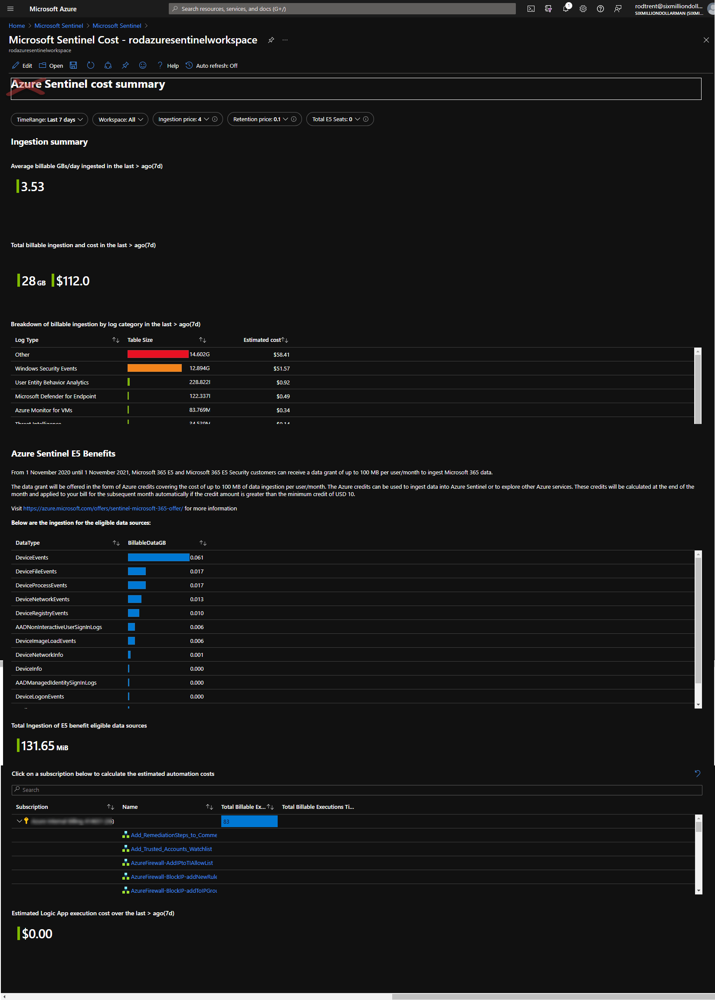 Microsoft Azure
Search resources, services, and docs (G+/)
1
rodtrent@sixmilliondoll...
SIXMILLIONDOLLARMAN (SIXMI...
Home > Microsoft Sentinel > Microsoft Sentinel >
Microsoft Sentinel Cost - rodazuresentinelworkspace ...
rodazuresentinelworkspace
Edit Open Help Auto refresh: Off
Azure Sentinel cost summary
TimeRange: Last 7 days Workspace: All Ingestion price: 4 Retention price: 0.1 Total E5 Seats: 0
Ingestion summary
Average billable GBs/day ingested in the last > ago(7d)
3.53
Total billable ingestion and cost in the last > ago(7d)
28 GB $112.0
Breakdown of billable ingestion by log category in the last > ago(7d)
Log Type Table Size Estimated cost
Other 14.602G $58.41
Windows Security Events 12.894G $51.57
User Entity Behavior Analytics 228.822 $0.92
Microsoft Defender for Endpoint 122.337 $0.49
Azure Monitor for VMs 83.769M $0.34
Threat Intelligence 34.539M $0.14
Azure Sentinel E5 Benefits
From 1 November 2020 until 1 November 2021, Microsoft 365 E5 and Microsoft 365 E5 Security customers can receive a data grant of up to 100 MB per user/month to ingest Microsoft 365 data.
The data grant will be offered in the form of Azure credits covering the cost of up to 100 MB of data ingestion per user/month. The Azure credits can be used to ingest data into Azure Sentinel or to explore other Azure services. These credits will be calculated at the end of the
month and applied to your bill for the subsequent month automatically if the credit amount is greater than the minimum credit of USD 10.
Visit https://azure.microsoft.com/offers/sentinel-microsoft-365-offer/ for more information
Below are the ingestion for the eligible data sources:
DataType BillableDataGB
DeviceEvents 0.061
DeviceFileEvents 0.017
DeviceProcessEvents 0.017
DeviceNetworkEvents 0.013
DeviceRegistryEvents 0.010
AADNonInteractiveUserSignInLogs 0.006
DeviceImageLoadEvents 0.006
DeviceNetworkInfo 0.001
DeviceInfo 0.000
AADManagedIdentitySignInLogs 0.000
DeviceLogonEvents 0.000
Total Ingestion of E5 benefit eligible data sources
131.65 MiB
Click on a subscription below to calculate the estimated automation costs
Search
Subscription Name Total Billable Ex... Total Billable Executions Ti...
83
Add_RemediationSteps_to_Comme
Add_Trusted_Accounts_Watchlist
AzureFirewall-AddIPtoTIAllowList
AzureFirewall-BlockIP-addNewRule
AzureFirewall-BlockIP-addToIPGrou
Estimated Logic App execution cost over the last > ago(7d)
$0.00